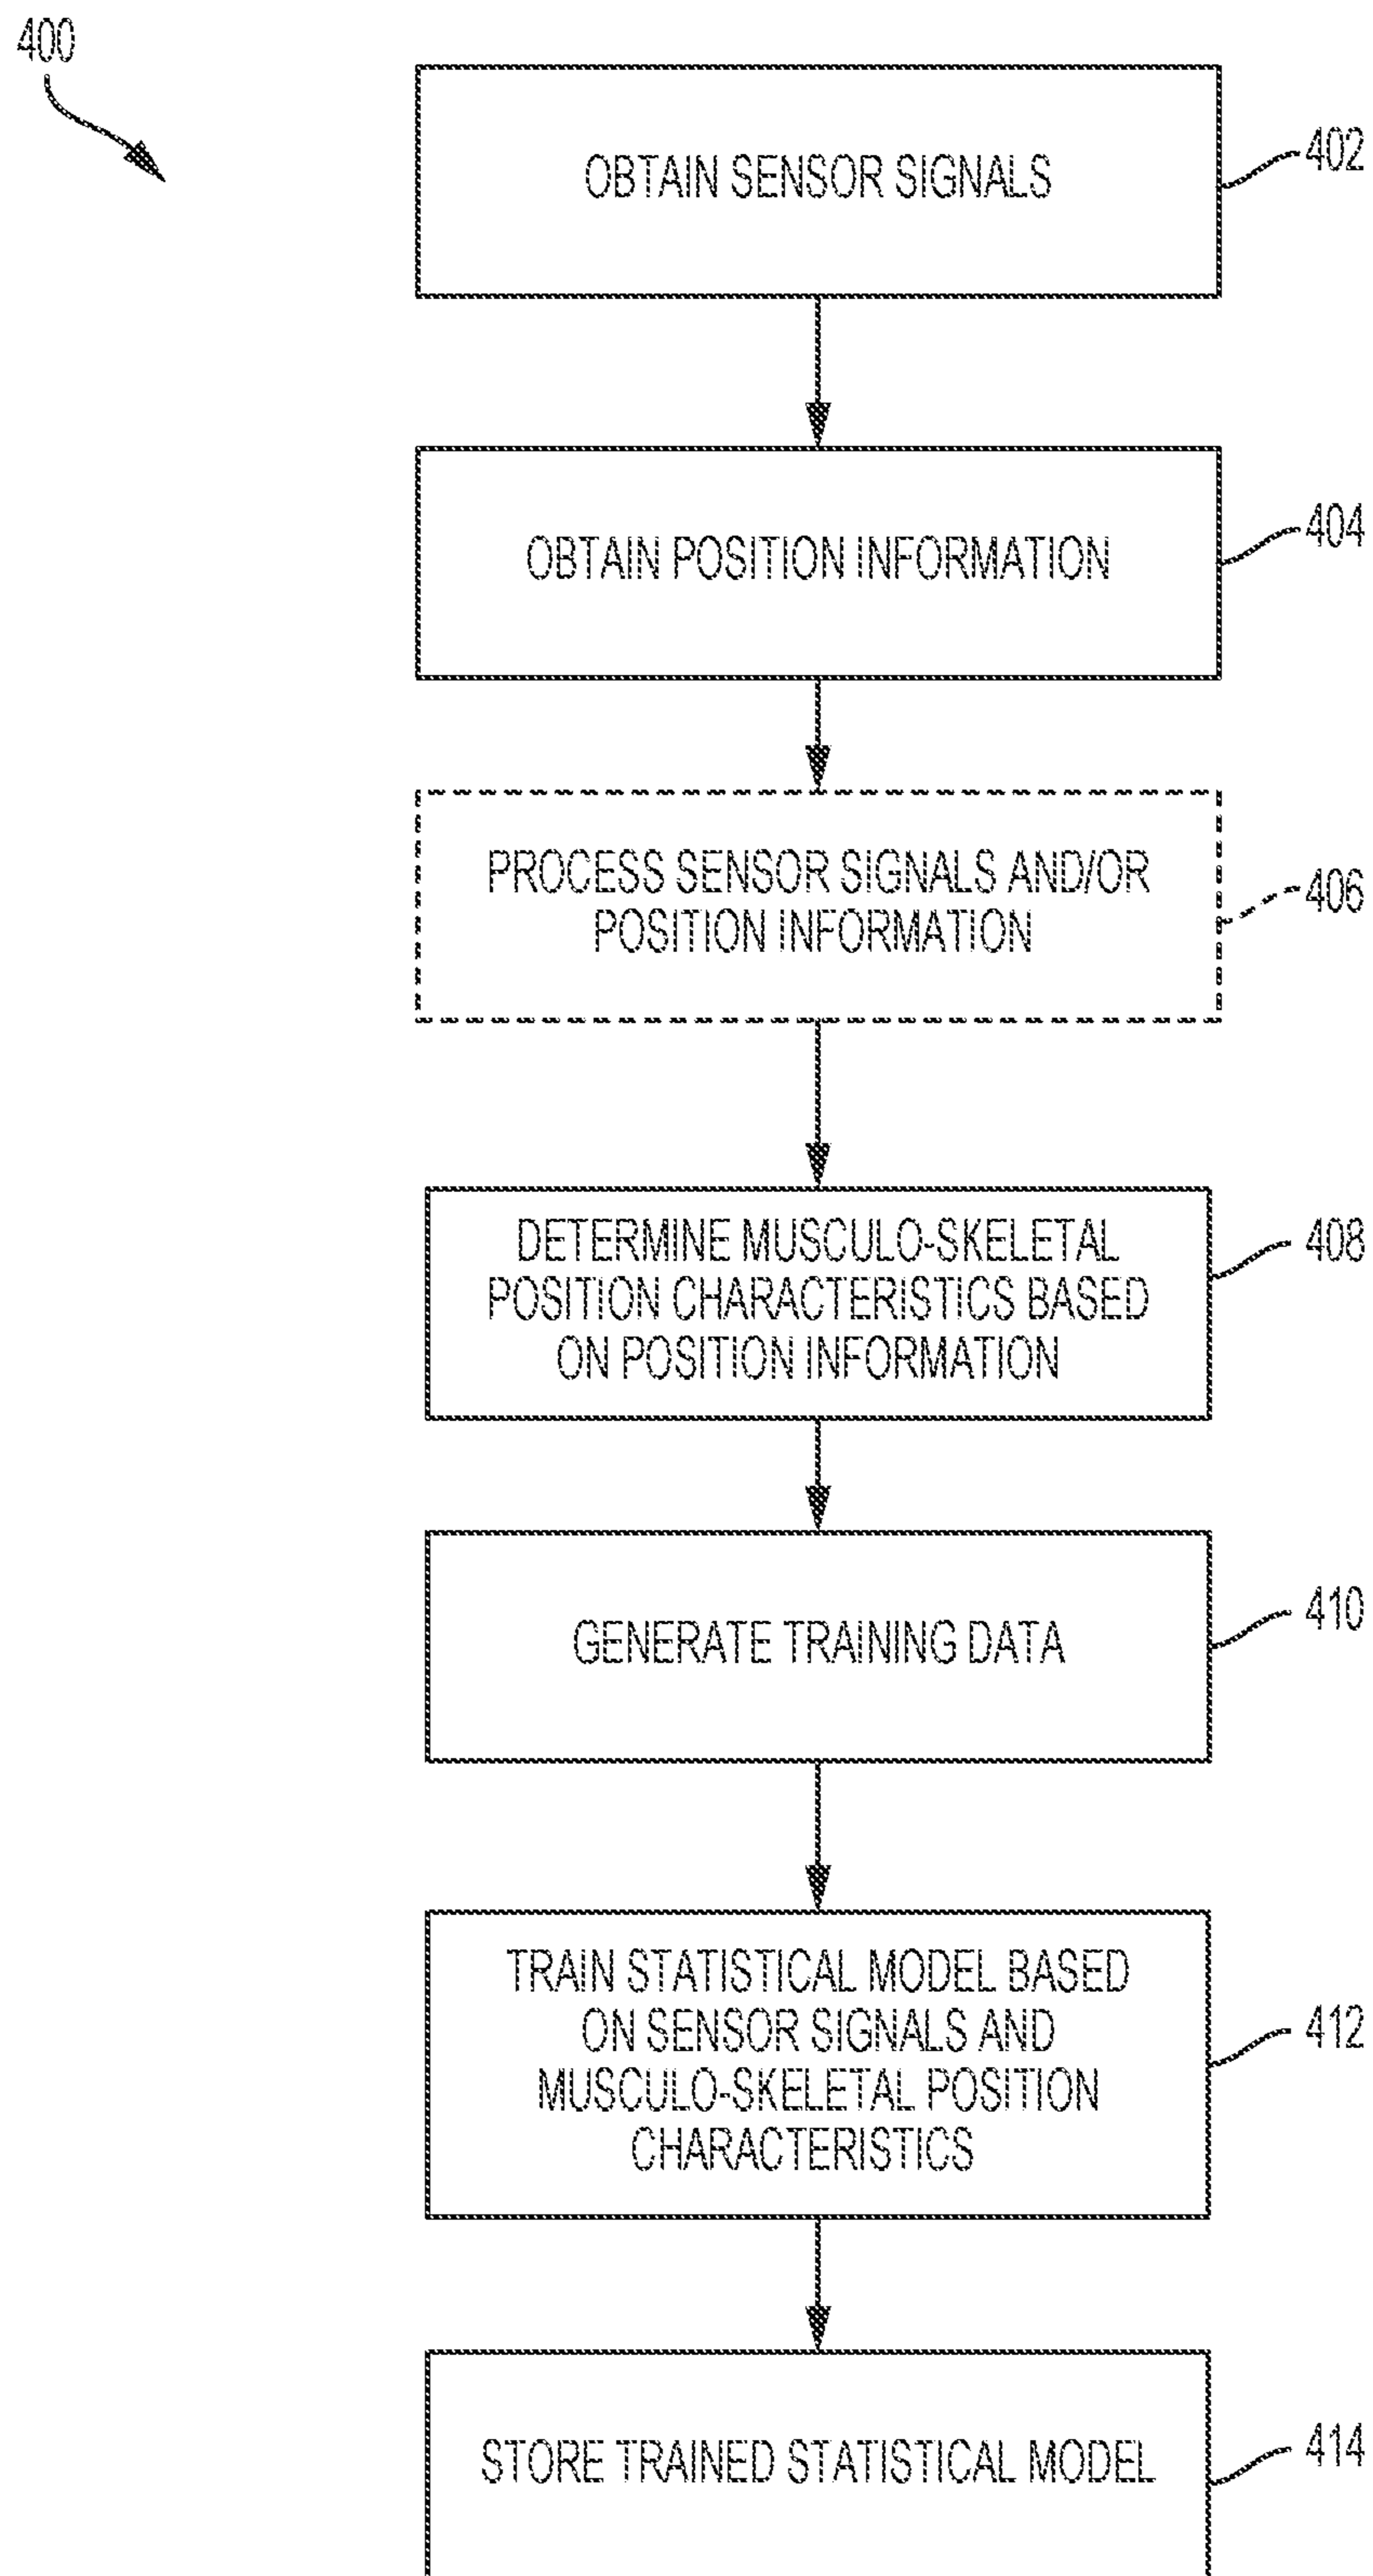 400
OBTAIN SENSOR SIGNALS
402
OBTAIN POSITION INFORMATION
404
PROCESS SENSOR SIGNALS AND/OR
POSITION INFORMATION
406
DETERMINE MUSCULO-SKELETAL
POSITION CHARACTERISTICS BASED
ON POSITION INFORMATION
408
GENERATE TRAINING DATA
410
TRAIN STATISTICAL MODEL BASED
ON SENSOR SIGNALS AND
MUSCULO-SKELETAL POSITION
CHARACTERISTICS
412
STORE TRAINED STATISTICAL MODEL
414